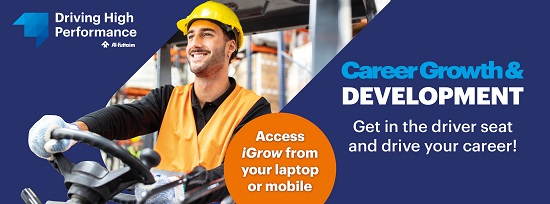 Driving High
Performance
Al-Futtaim
Career Growth &
DEVELOPMENT
Get in the driver seat
and drive your career!
Access
iGrow from
your laptop
or mobile